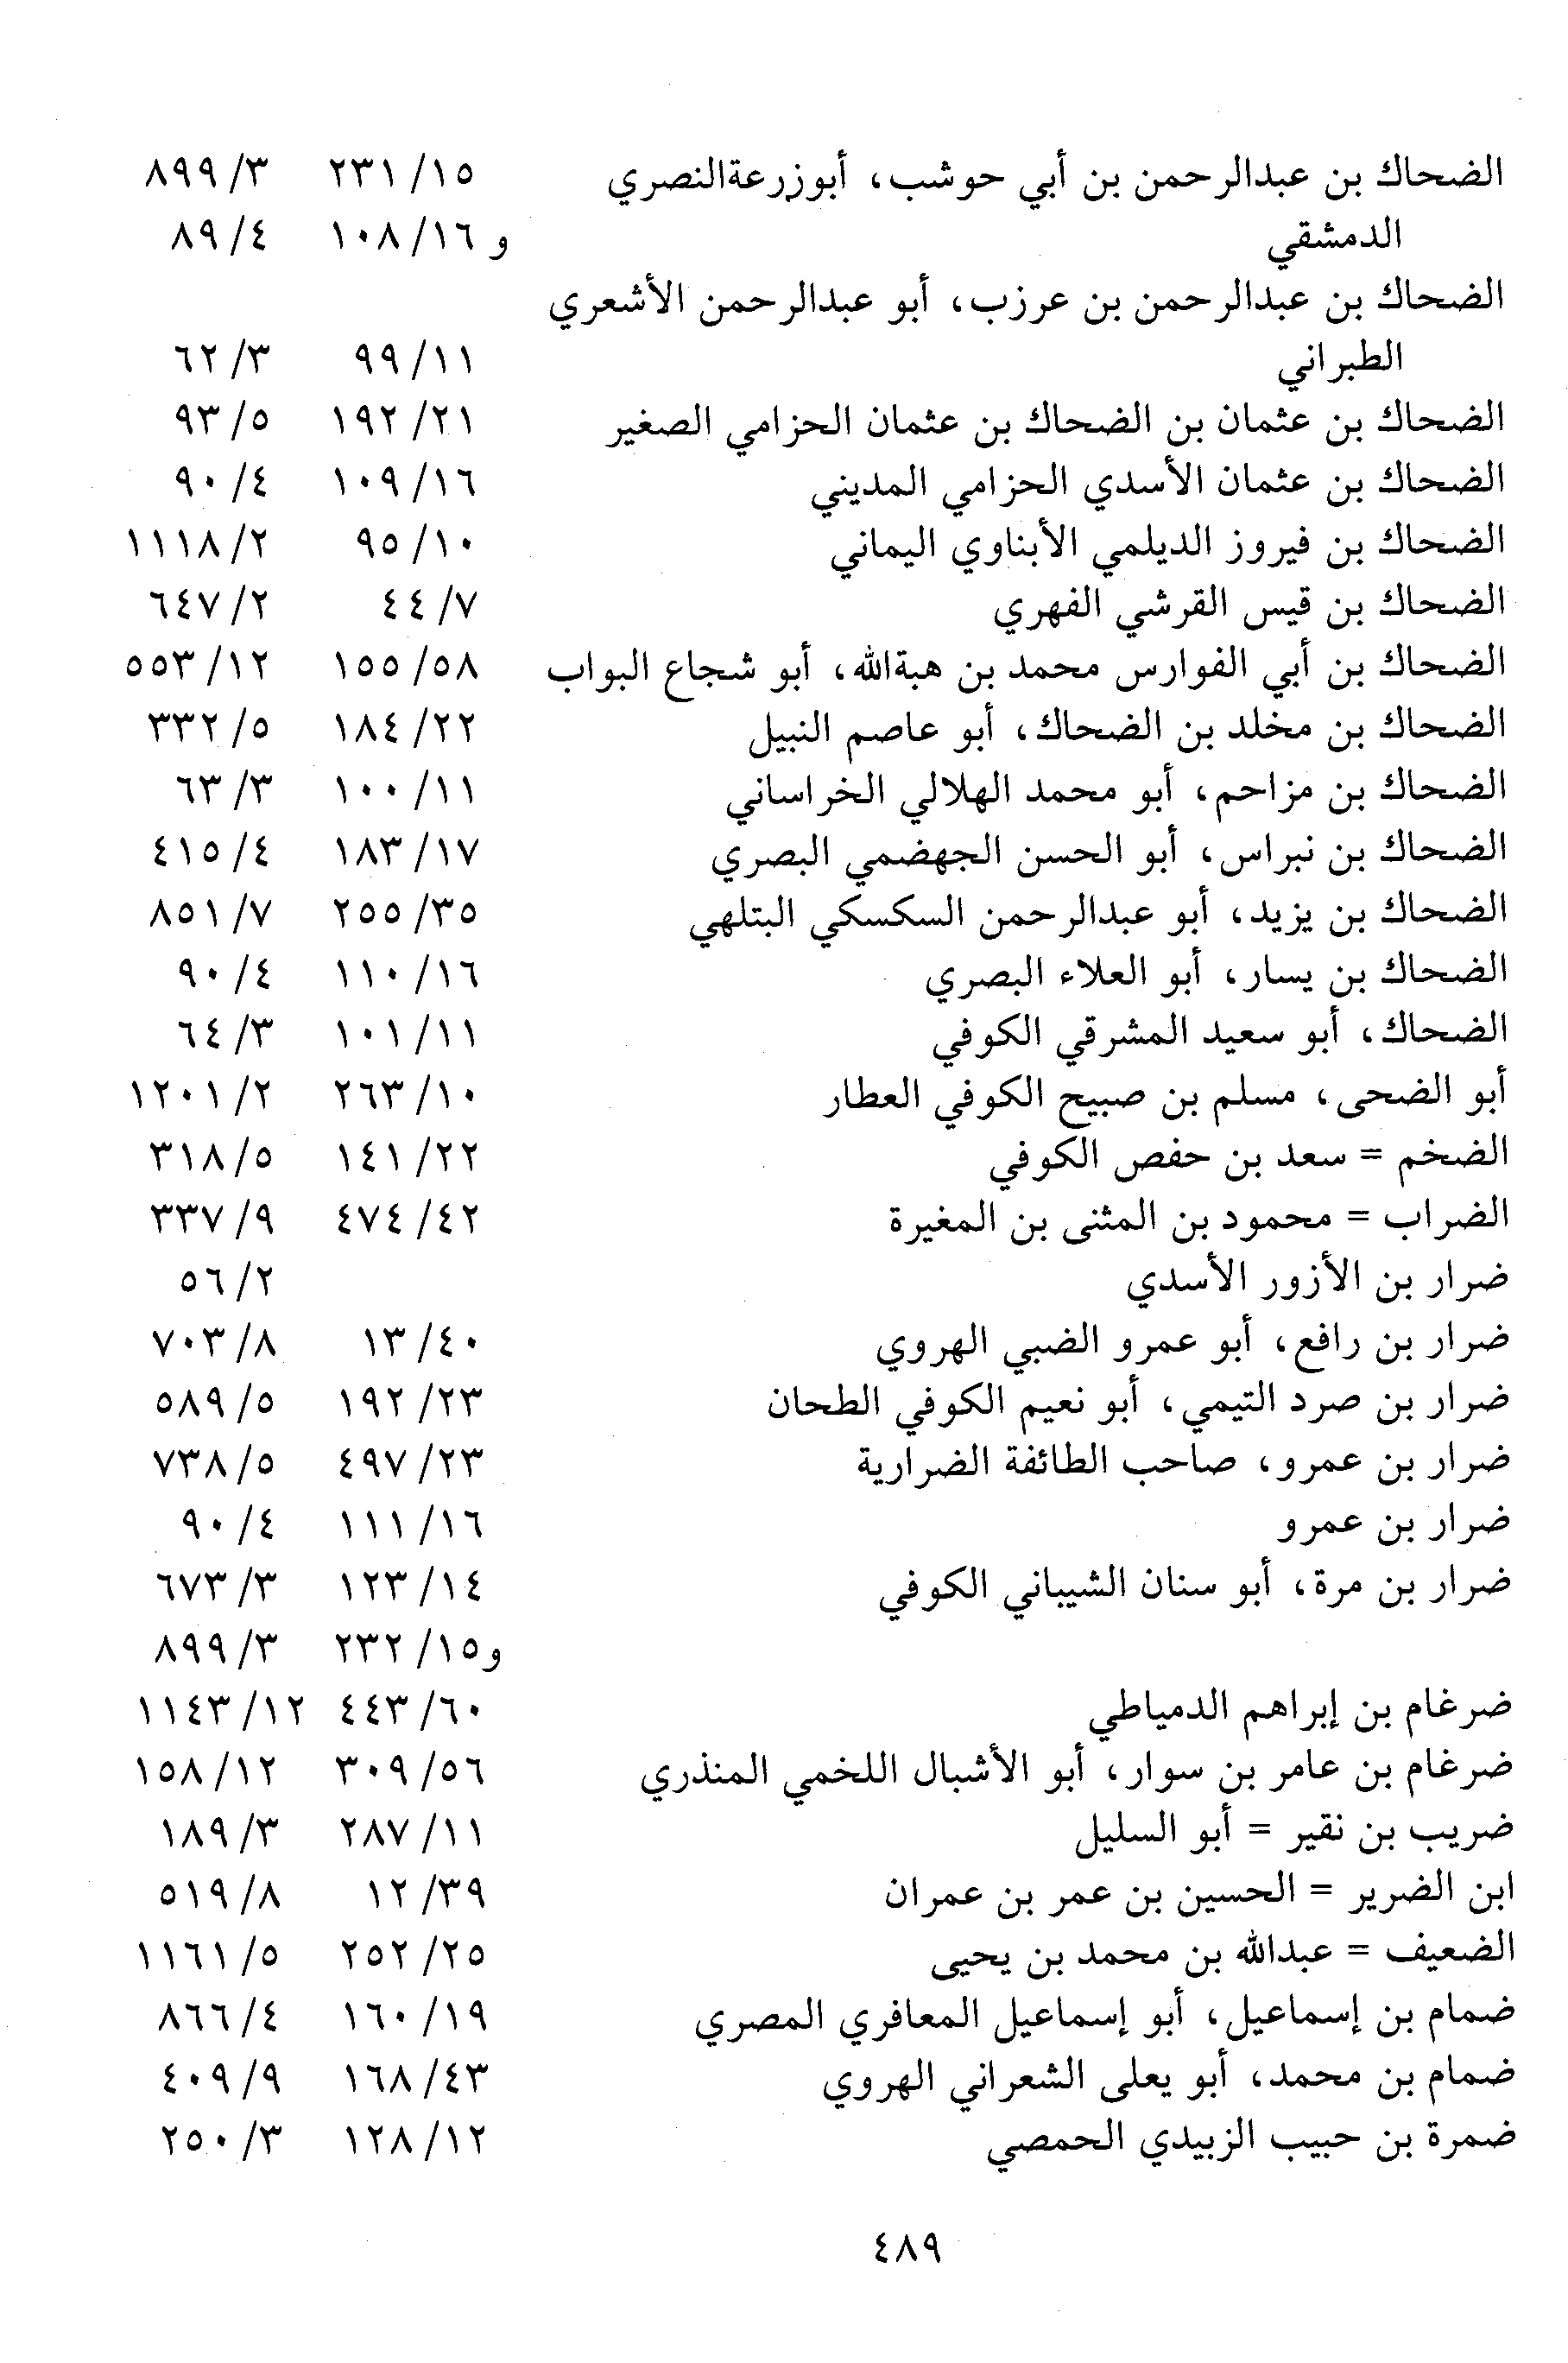 الضحاك بن عبدالرحمن بن أبي حوشب، أبوزرعةالنصري ١٥/ ٢٣١ ٣/ ٨٩٩
الدمشقي و ١٦/ ١٠٨ ٤/ ٨٩
الضحاك بن عبدالرحمن بن عرزب، أبو عبدالرحمن الأشعري
الطبراني ١١/ ٩٩ ٣/ ٦٢
الضحاك بن عثمان بن الضحاك بن عثمان الحزامي الصغير ٢١/ ١٩٢ ٥/ ٩٣
الضحاك بن عثمان الأسدي الحزامي المديني ١٦/ ١٠٩ ٤/ ٩٠
الضحاك بن فيروز الديلمي الأبناوي اليماني ١٠/ ٩٥ ٢/ ١١١٨
الضحاك بن قيس القرشي الفهري ٧/ ٤٤ ٢/ ٦٤٧
الضحاك بن أبي الفوارس محمد بن هبةالله، أبو شجاع البواب ٥٨/ ١٥٥ ١٢/ ٥٥٣
الضحاك بن مخلد بن الضحاك، أبو عاصم النبيل ٢٢/ ١٨٤ ٥/ ٣٣٢
الضحاك بن مزاحم، أبو محمد الهلالي الخراساني ١١/ ١٠٠ ٣/ ٦٣
الضحاك بن نبراس، أبو الحسن الجهضمي البصري ١٧/ ١٨٣ ٤/ ٤١٥
الضحاك بن يزيد، أبو عبدالرحمن السكسكي البتلهي ٣٥/ ٢٥٥ ٧/ ٨٥١
الضحاك بن يسار، أبو العلاء البصري ١٦/ ١١٠ ٤/ ٩٠
الضحاك، أبو سعيد المشرقي الكوفي ١١/ ١٠١ ٣/ ٦٤
أبو الضحى، مسلم بن صبيح الكوفي العطار ١٠/ ٢٦٣ ٢/ ١٢٠١
الضخم = سعد بن حفص الكوفي ٢٢/ ١٤١ ٥/ ٣١٨
الضراب = محمود بن المثنى بن المغيرة ٤٢/ ٤٧٤ ٩/ ٣٣٧
ضرار بن الأزور الأسدي ٢/ ٥٦
ضرار بن رافع، أبو عمرو الضبي الهروي ٤٠/ ١٣ ٨/ ٧٠٣
ضرار بن صرد التيمي، أبو نعيم الكوفي الطحان ٢٣/ ١٩٢ ٥/ ٥٨٩
ضرار بن عمرو، صاحب الطائفة الضرارية ٢٣/ ٤٩٧ ٥/ ٧٣٨
ضرار بن عمرو ١٦/ ١١١ ٤/ ٩٠
ضرار بن مرة، أبو سنان الشيباني الكوفي ١٤/ ١٢٣ ٣/ ٦٧٣
و١٥/ ٢٣٢ ٣/ ٨٩٩
ضرغام بن إبراهم الدمياطي ٦٠/ ٤٤٣ ١٢/ ١١٤٣
ضرغام بن عامر بن سوار، أبو الأشبال اللخمي المنذري ٥٦/ ٣٠٩ ١٢/ ١٥٨
ضريب بن نقير = أبو السليل ١١/ ٢٨٧ ٣/ ١٨٩
ابن الضرير = الحسين بن عمر بن عمران ٣٩/ ١٢ ٨/ ٥١٩
الضعيف = عبدالله بن محمد بن يحيى ٢٥/ ٢٥٢ ٥/ ١١٦١
ضمام بن إسماعيل، أبو إسماعيل المعافري المصري ١٩/ ١٦٠ ٤/ ٨٦٦
ضمام بن محمد، أبو يعلى الشعراني الهروي ٤٣/ ١٦٨ ٩/ ٤٠٩
ضمرة بن حبيب الزبيدي الحمصي ١٢/ ١٢٨ ٣/ ٢٥٠
٤٨٩